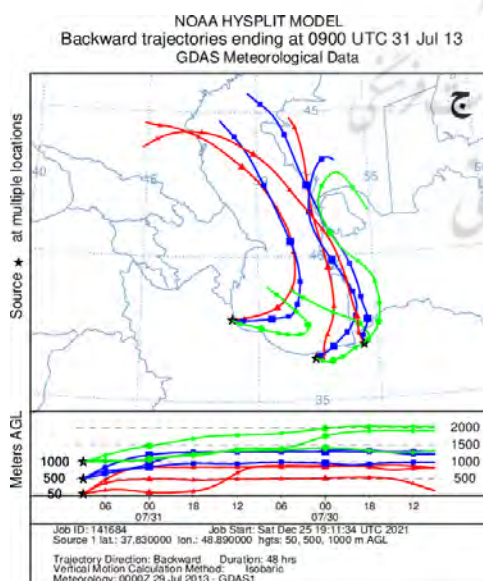 NOAA HYSPLIT MODEL
Backward trajectories ending at 0900 UTC 31 Jul 13
GDAS Meteorological Data
ج
45
40
45
50
55
45
35
Source ★ at multiple locations
Meters AGL
2000
1500
1000 1000
500 500
50
06 00 18 12 06 00 18 12
07/31 07/30
Job ID: 141684 Job Start: Sat Dec 25 19:11:34 UTC 2021
Source 1 lat.: 37.830000 lon.: 48.890000 hgts: 50, 500, 1000 m AGL
Trajectory Direction: Backward Duration: 48 hrs
Vertical Motion Calculation Method: Isobaric
Meteorology: 0000Z 29 Jul 2013 - GDAS1